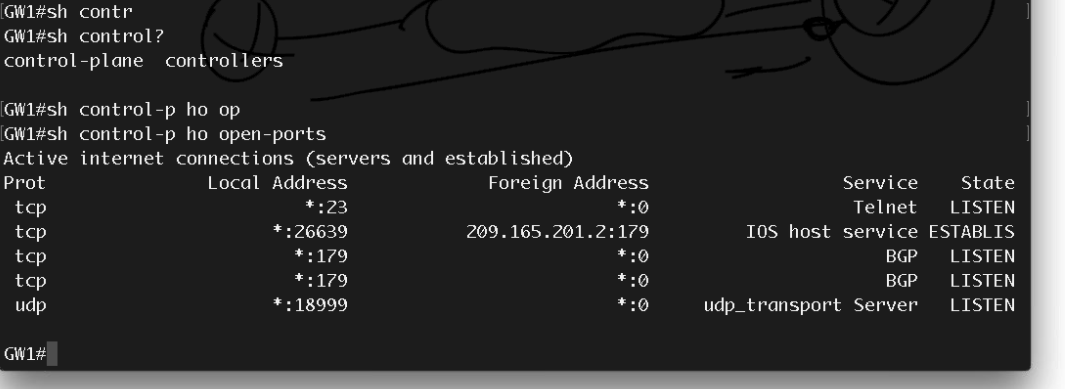 GW1#sh contr
GW1#sh control?
control-plane  controllers
GW1#sh control-p ho op
GW1#sh control-p ho open-ports
Active internet connections (servers and established)
Prot Local Address Foreign Address Service State
tcp *:23 *:0 Telnet LISTEN
tcp *:26639 209.165.201.2:179 IOS host service ESTABLIS
tcp *:179 *:0 BGP LISTEN
tcp *:179 *:0 BGP LISTEN
udp *:18999 *:0 udp_transport Server LISTEN
GW1#